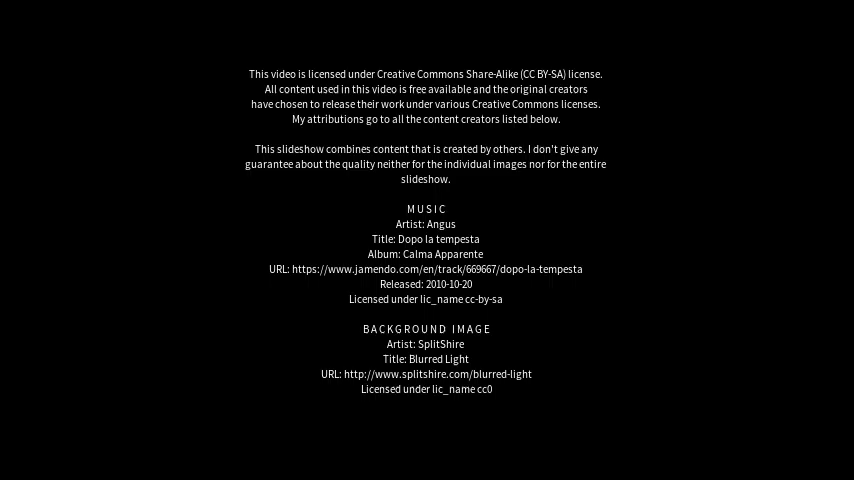 This video is licensed under Creative Commons Share-Alike (CC BY-SA) license.
All content used in this video is free available and the original creators
have chosen to release their work under various Creative Commons licenses.
My attributions go to all the content creators listed below.
This slideshow combines content that is created by others. I don't give any
guarantee about the quality neither for the individual images nor for the entire
slideshow.
MUSIC
Artist: Angus
Title: Dopo la tempesta
Album: Calma Apparente
URL: https://www.jamendo.com/en/track/669667/dopo-la-tempesta
Released: 2010-10-20
Licensed under lic_name cc-by-sa
BACKGROUND IMAGE
Artist: SplitShire
Title: Blurred Light
URL: http://www.splitshire.com/blurred-light
Licensed under lic_name cc0